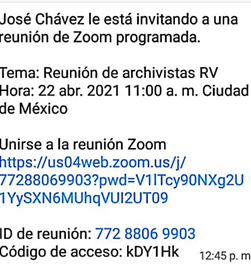 José Chávez le está invitando a una
reunión de Zoom programada.
Tema: Reunión de archivistas RV
Hora: 22 abr. 2021 11:00 a. m. Ciudad
de México
Unirse a la reunión Zoom
https://us04web.zoom.us/j/
77288069903?pwd=V1lTcy90NXg2U
1YySXN6MUhqVUI2UT09
ID de reunión: 772 8806 9903
Código de acceso: kDY1Hk
12:45 p. m.